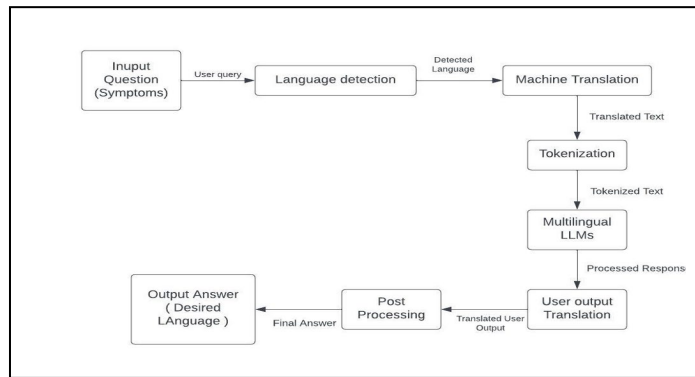 Inuput
Question
(Symptoms)
User query
Language detection
Detected
Language
Machine Translation
Translated Text
Tokenization
Tokenized Text
Multilingual
LLMs
Processed Respons
User output
Translation
Translated User
Output
Post
Processing
Final Answer
Output Answer
( Desired
LAnguage )